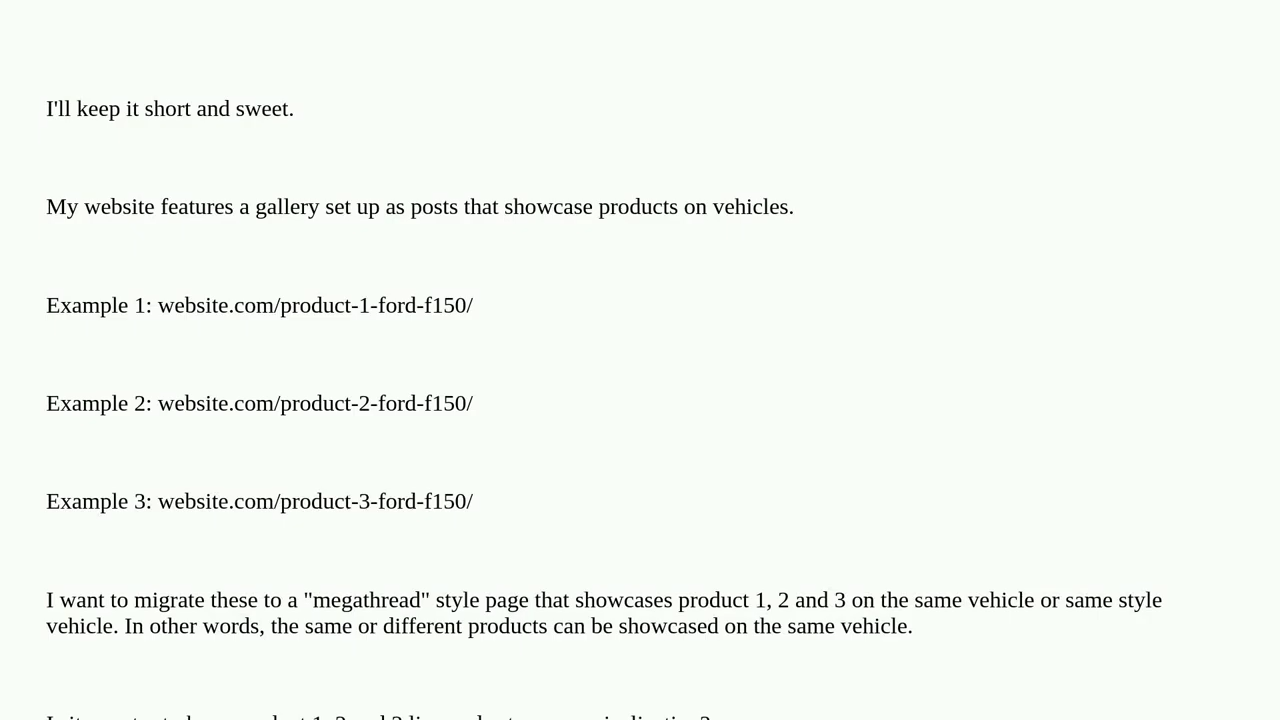 I'll keep it short and sweet.
My website features a gallery set up as posts that showcase products on vehicles.
Example 1: website.com/product-1-ford-f150/
Example 2: website.com/product-2-ford-f150/
Example 3: website.com/product-3-ford-f150/
I want to migrate these to a "megathread" style page that showcases product 1, 2 and 3 on the same vehicle or same style
vehicle. In other words, the same or different products can be showcased on the same vehicle.